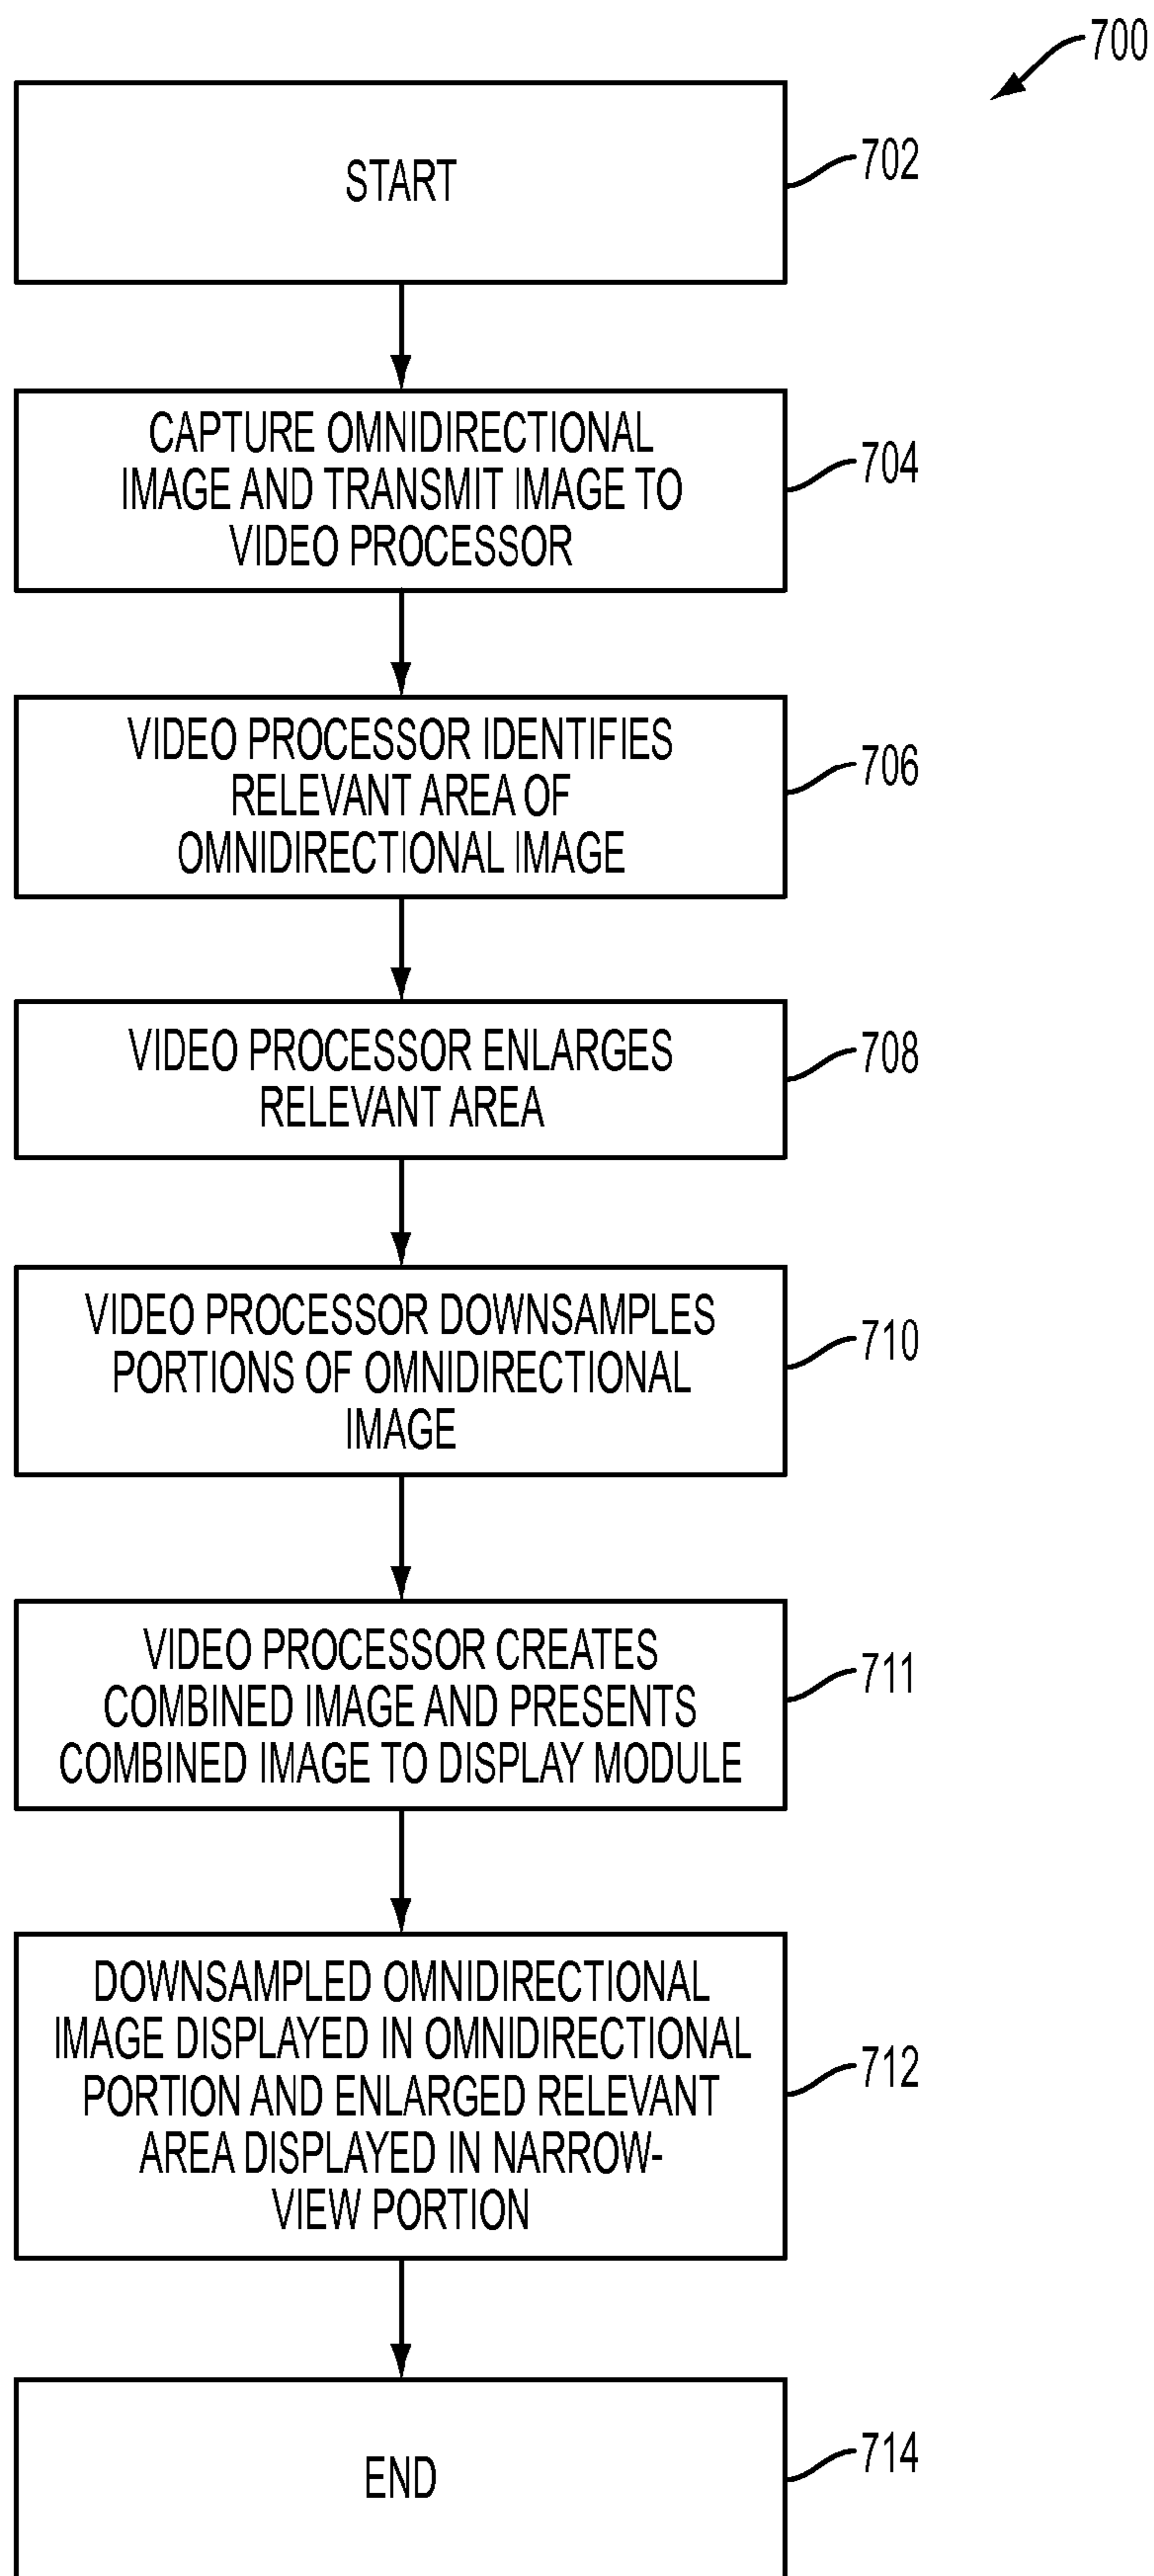 700
START
702
CAPTURE OMNIDIRECTIONAL
IMAGE AND TRANSMIT IMAGE TO
VIDEO PROCESSOR
704
VIDEO PROCESSOR IDENTIFIES
RELEVANT AREA OF
OMNIDIRECTIONAL IMAGE
706
VIDEO PROCESSOR ENLARGES
RELEVANT AREA
708
VIDEO PROCESSOR DOWNSAMPLES
PORTIONS OF OMNIDIRECTIONAL
IMAGE
710
VIDEO PROCESSOR CREATES
COMBINED IMAGE AND PRESENTS
COMBINED IMAGE TO DISPLAY MODULE
711
DOWNSAMPLED OMNIDIRECTIONAL
IMAGE DISPLAYED IN OMNIDIRECTIONAL
PORTION AND ENLARGED RELEVANT
AREA DISPLAYED IN NARROW-
VIEW PORTION
712
END
714